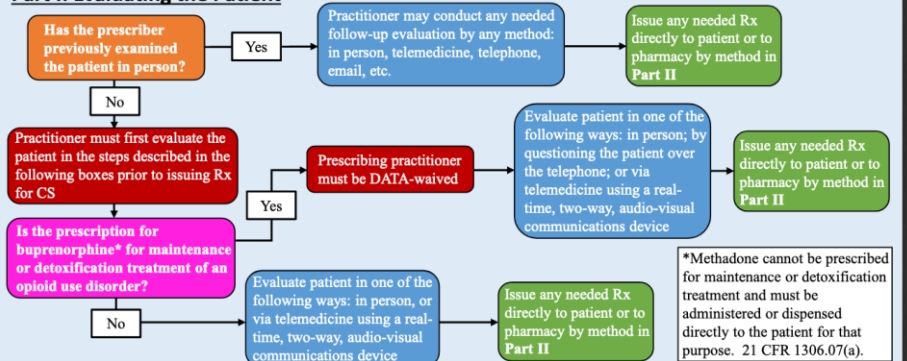 Has the prescriber
previously examined
the patient in person?
Yes
Practitioner may conduct any needed
follow-up evaluation by any method:
in person, telemedicine, telephone,
email, etc.
Issue any needed Rx
directly to patient or to
pharmacy by method in
Part II
No
Practitioner must first evaluate the
patient in the steps described in the
following boxes prior to issuing Rx
for CS
Is the prescription for
buprenorphine* for maintenance
or detoxification treatment of an
opioid use disorder?
Yes
Prescribing practitioner
must be DATA-waived
Evaluate patient in one of the
following ways: in person; by
questioning the patient over
the telephone; or via
telemedicine using a real-
time, two-way, audio-visual
communications device
Issue any needed Rx
directly to patient or to
pharmacy by method in
Part II
No
Evaluate patient in one of the
following ways: in person, or
via telemedicine using a real-
time, two-way, audio-visual
communications device
Issue any needed Rx
directly to patient or to
pharmacy by method in
Part II
*Methadone cannot be prescribed
for maintenance or detoxification
treatment and must be
administered or dispensed
directly to the patient for that
purpose. 21 CFR 1306.07(a).